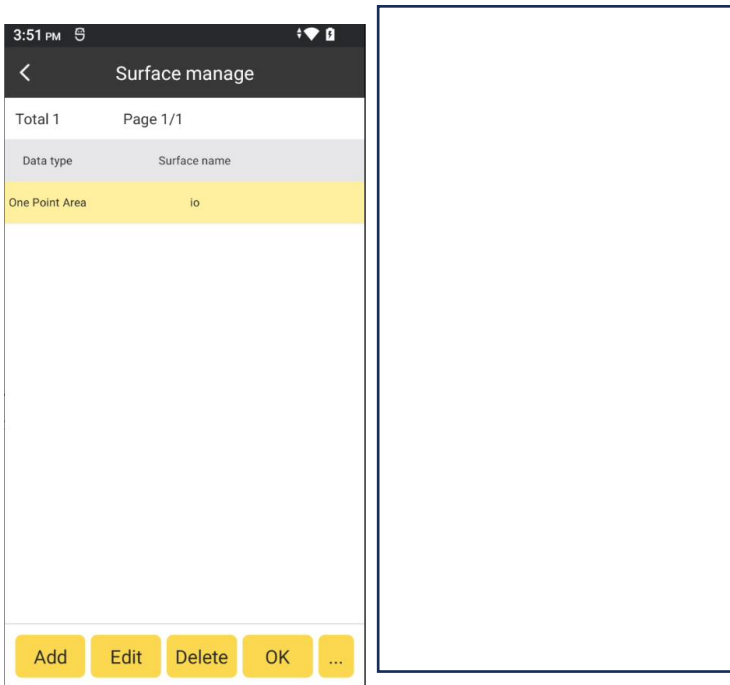 3:51 PM
Surface manage
Total 1 Page 1/1
Data type Surface name
One Point Area io
Add Edit Delete OK ...